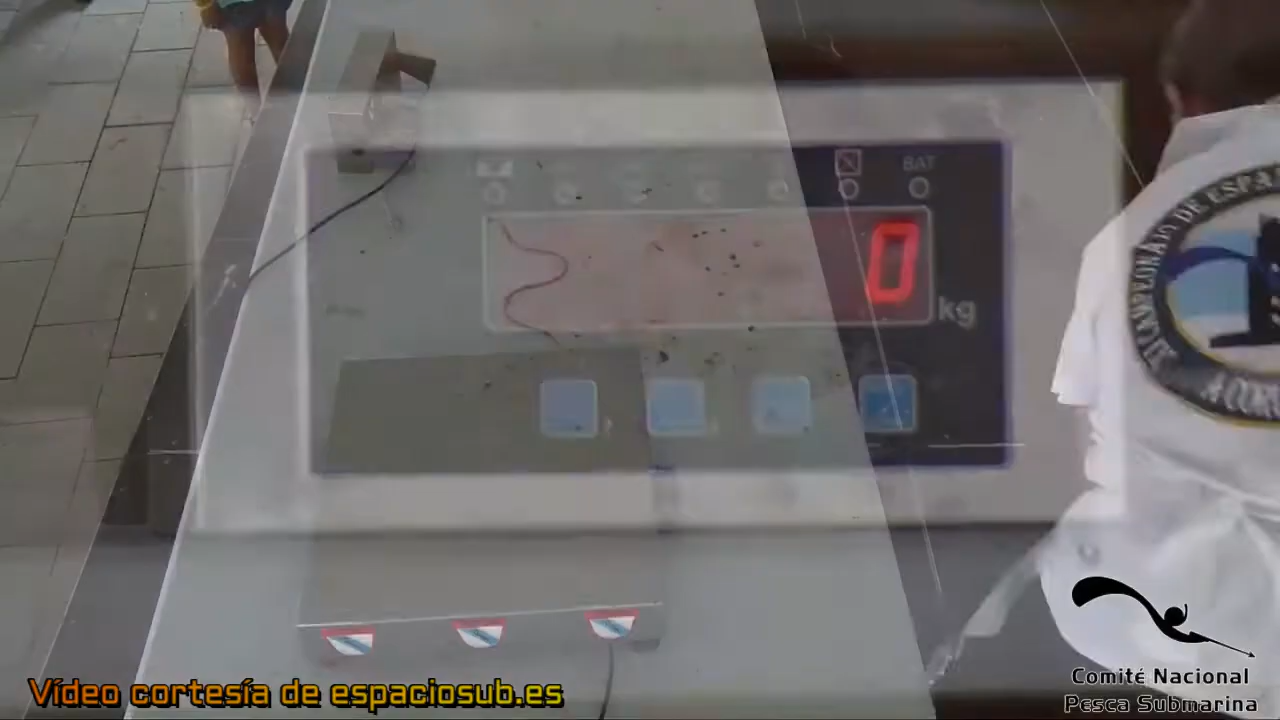 BAT
0
kg
Vídeo cortesía de espaciosub.es
Comité Nacional
Pesca Submarina